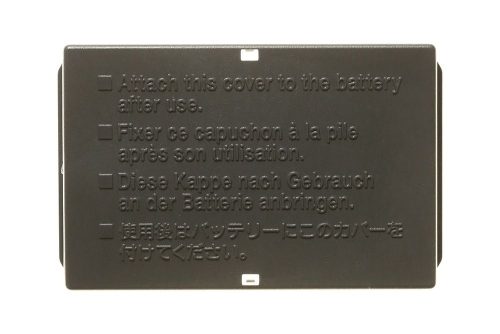 ■ Attach this cover to the battery
after use.
■ Fixer ce capuchon à la pile
après son utilisation.
■ Diese Kappe nach Gebrauch
an der Batterie anbringen.
■ 使用後はバッテリーにこのカバーを
付けてください。